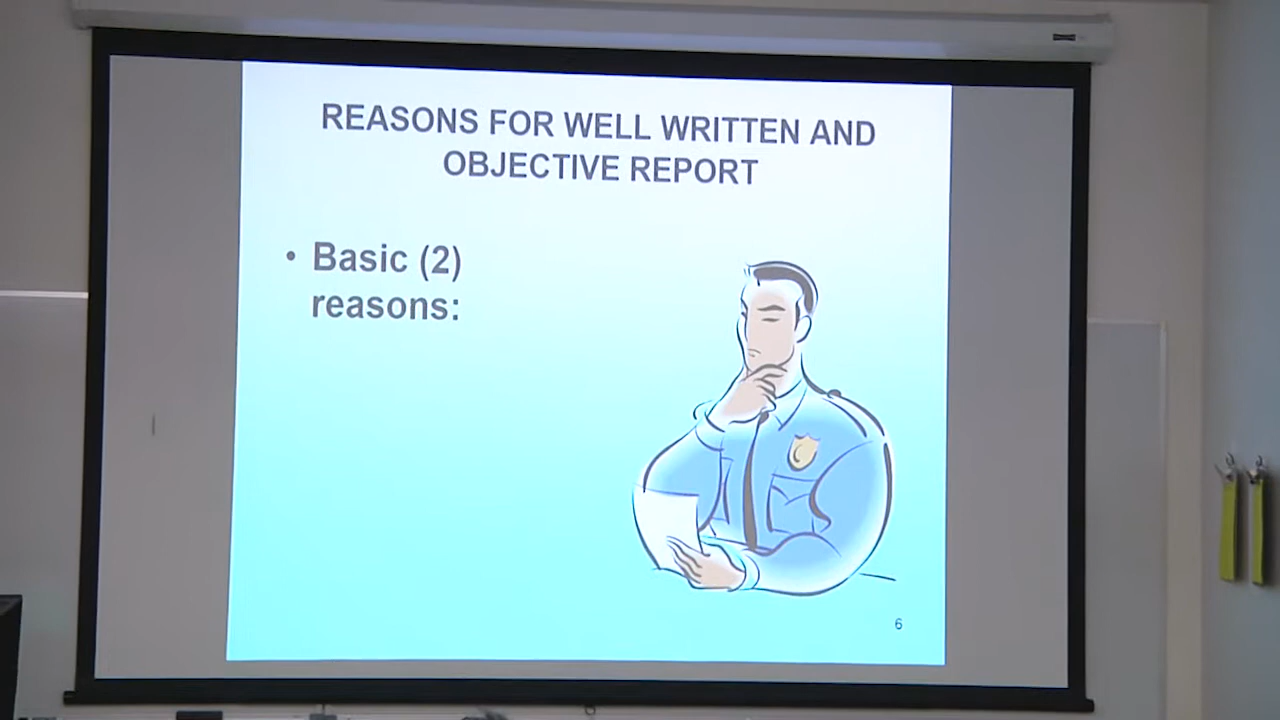 REASONS FOR WELL WRITTEN AND
OBJECTIVE REPORT
• Basic (2)
reasons:
6